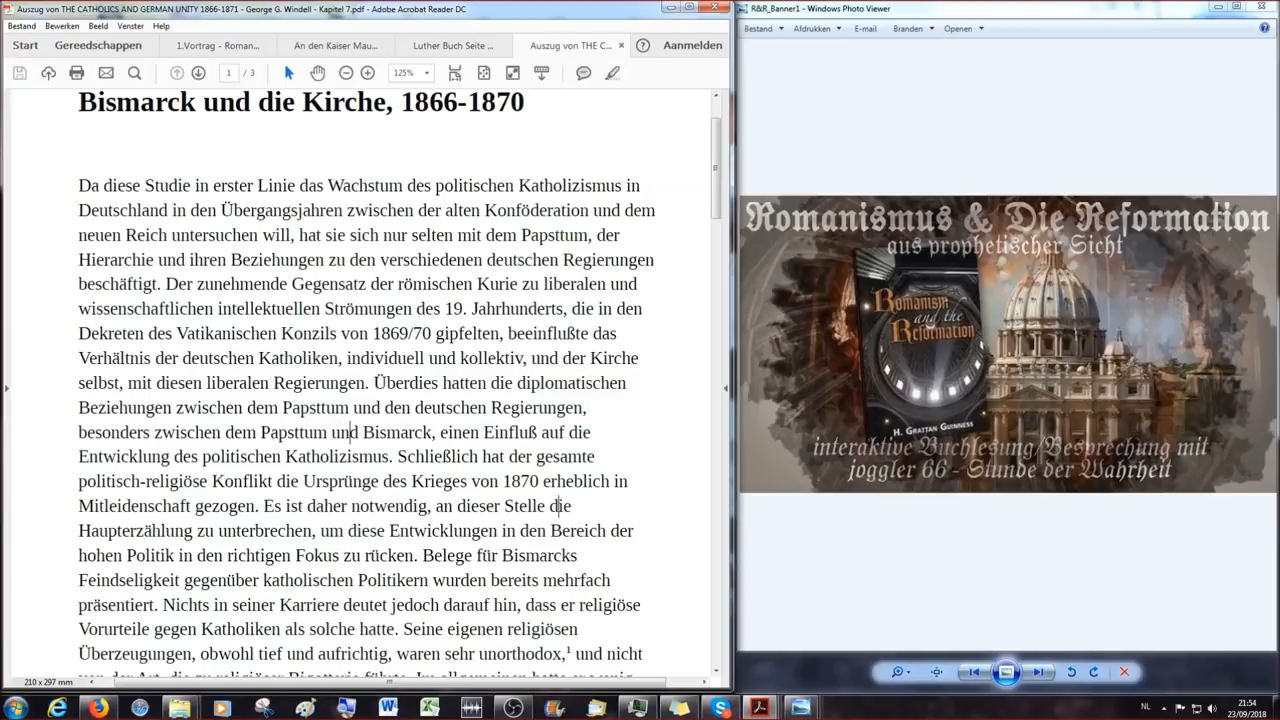 Auszug von THE CATHOLICS AND GERMAN UNITY 1866-1871 - George G. Windell - Kapitel 7.pdf - Adobe Acrobat Reader DC
Bestand Bewerken Beeld Venster Help
Start Gereedschappen 1.Vortrag - Roman... An den Kaiser Mau... Luther Buch Seite ... Auszug von THE C... × Aanmelden
1 / 3 125%
Bismarck und die Kirche, 1866-1870
Da diese Studie in erster Linie das Wachstum des politischen Katholizismus in
Deutschland in den Übergangsjahren zwischen der alten Konföderation und dem
neuen Reich untersuchen will, hat sie sich nur selten mit dem Papsttum, der
Hierarchie und ihren Beziehungen zu den verschiedenen deutschen Regierungen
beschäftigt. Der zunehmende Gegensatz der römischen Kurie zu liberalen und
wissenschaftlichen intellektuellen Strömungen des 19. Jahrhunderts, die in den
Dekreten des Vatikanischen Konzils von 1869/70 gipfelten, beeinflußte das
Verhältnis der deutschen Katholiken, individuell und kollektiv, und der Kirche
selbst, mit diesen liberalen Regierungen. Überdies hatten die diplomatischen
Beziehungen zwischen dem Papsttum und den deutschen Regierungen,
besonders zwischen dem Papsttum und Bismarck, einen Einfluß auf die
Entwicklung des politischen Katholizismus. Schließlich hat der gesamte
politisch-religiöse Konflikt die Ursprünge des Krieges von 1870 erheblich in
Mitleidenschaft gezogen. Es ist daher notwendig, an dieser Stelle die
Haupterzählung zu unterbrechen, um diese Entwicklungen in den Bereich der
hohen Politik in den richtigen Fokus zu rücken. Belege für Bismarcks
Feindseligkeit gegenüber katholischen Politikern wurden bereits mehrfach
präsentiert. Nichts in seiner Karriere deutet jedoch darauf hin, dass er religiöse
Vorurteile gegen Katholiken als solche hatte. Seine eigenen religiösen
Überzeugungen, obwohl tief und aufrichtig, waren sehr unorthodox,¹ und nicht
210 x 297 mm
R&R_Banner1 - Windows Photo Viewer
Bestand Afdrukken E-mail Branden Openen
Romanismus & Die Reformation
aus prophetischer Sicht
Romanism
and the
Reformation
H. GRATTAN GUINNESS
interaktive Buchlesung/Besprechung mit
joggler 66 - Stunde der Wahrheit
NL
21:54
23/09/2018